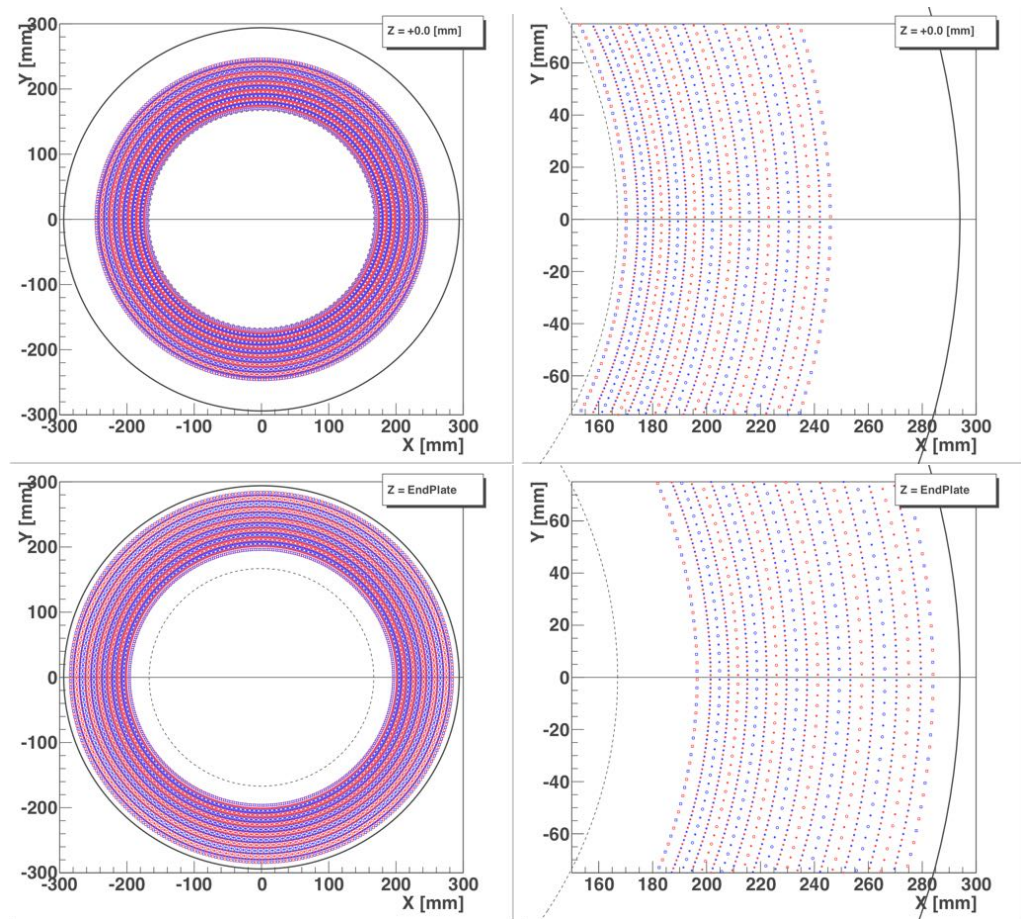 Z = +0.0 [mm]
Y [mm]
300
200
100
0
-100
-200
-300
-300 -200 -100 0 100 200 300
X [mm]
Z = +0.0 [mm]
Y [mm]
60
40
20
0
-20
-40
-60
160 180 200 220 240 260 280 300
X [mm]
Z = EndPlate
Y [mm]
300
200
100
0
-100
-200
-300
-300 -200 -100 0 100 200 300
X [mm]
Z = EndPlate
Y [mm]
60
40
20
0
-20
-40
-60
160 180 200 220 240 260 280 300
X [mm]